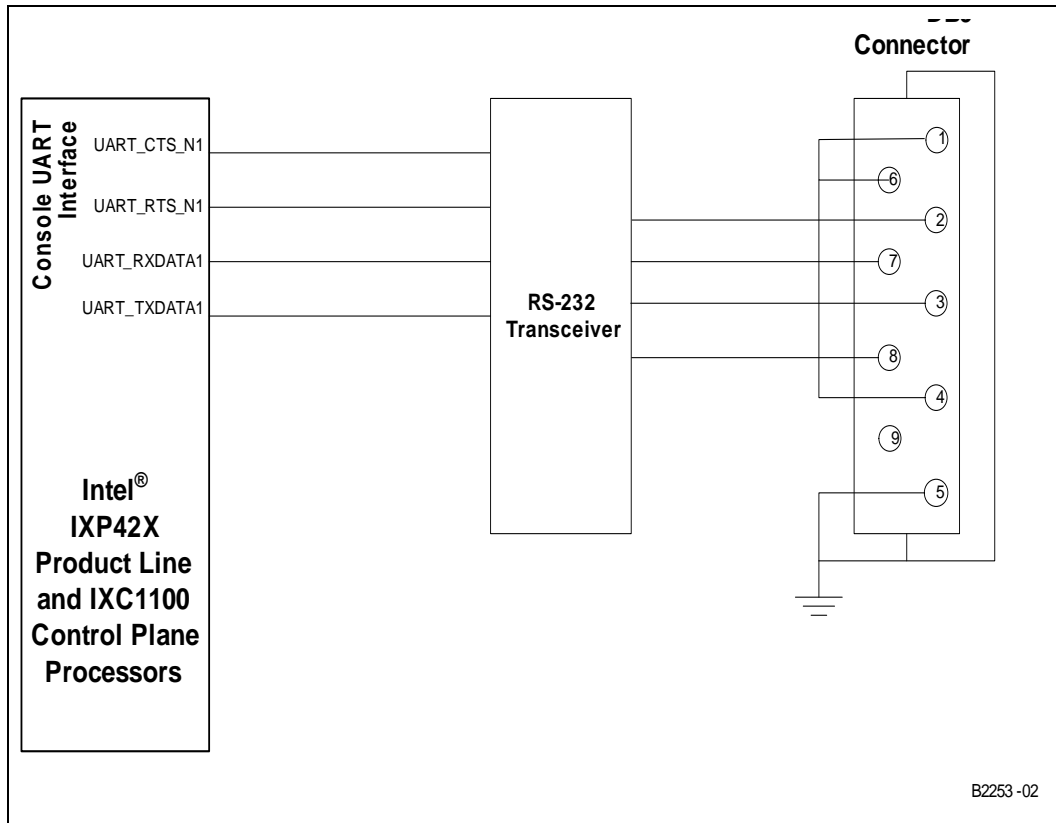 Connector
Console UART
Interface
UART_CTS_N1
UART_RTS_N1
UART_RXDATA1
UART_TXDATA1
RS-232
Transceiver
1
6
2
7
3
8
4
9
5
Intel®
IXP42X
Product Line
and IXC1100
Control Plane
Processors
B2253 -02